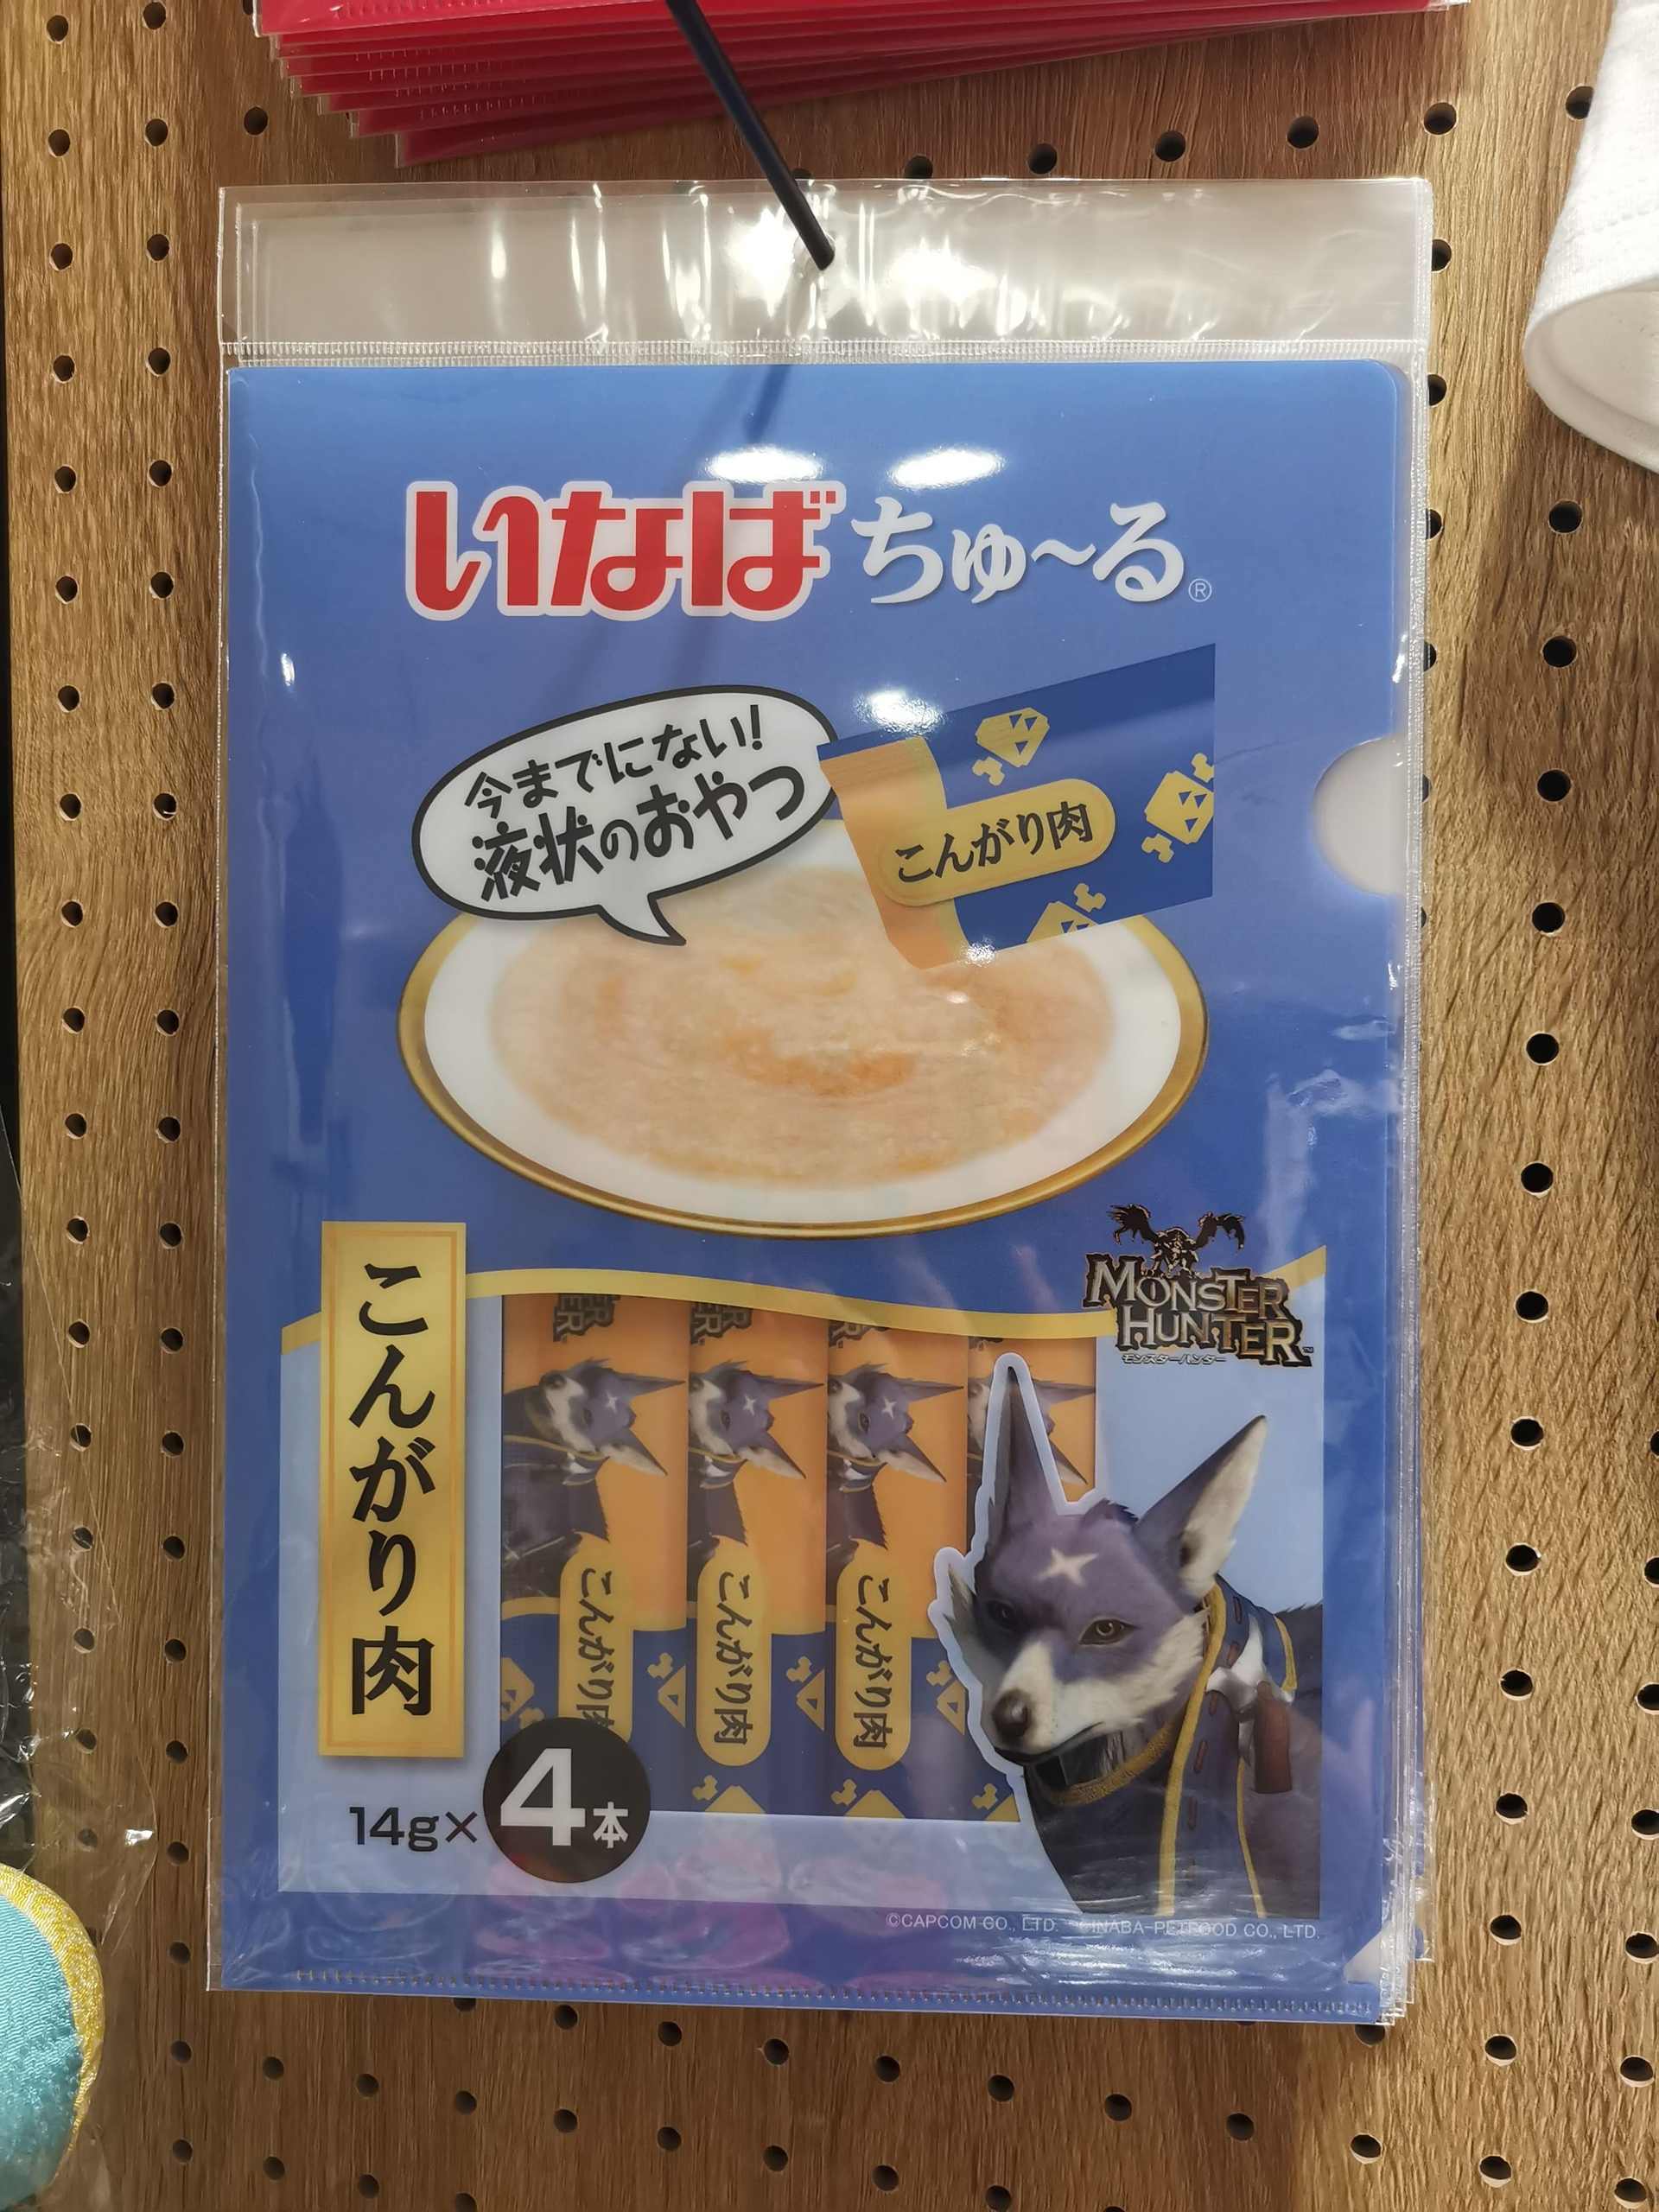 いなば ちゅ～る®
今までにない!
液状のおやつ
こんがり肉
MONSTER
HUNTER™
モンスターハンター
こんがり肉
こんがり肉
こんがり肉
こんがり肉
14g×4本
©CAPCOM CO., LTD. ©INABA-PETFOOD CO., LTD.